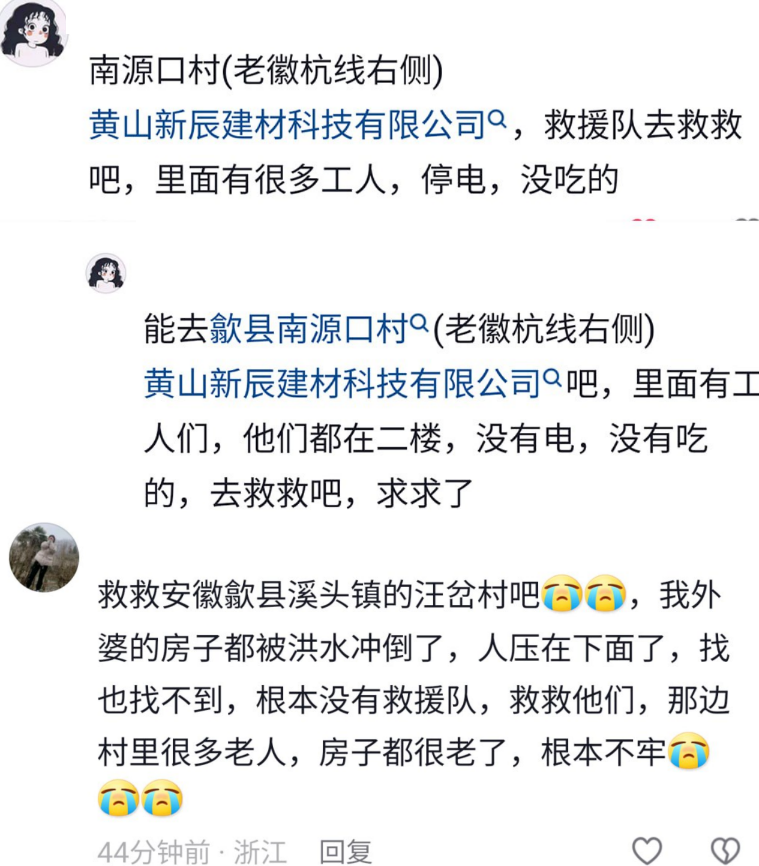 南源口村(老徽杭线右侧)
黄山新辰建材科技有限公司，救援队去救救
吧，里面有很多工人，停电，没吃的
能去歙县南源口村(老徽杭线右侧)
黄山新辰建材科技有限公司吧，里面有工
人们，他们都在二楼，没有电，没有吃
的，去救救吧，求求了
救救安徽歙县溪头镇的汪岔村吧😭😭，我外
婆的房子都被洪水冲倒了，人压在下面了，找
也找不到，根本没有救援队，救救他们，那边
村里很多老人，房子都很老了，根本不牢😭
😭😭
44分钟前 · 浙江 回复